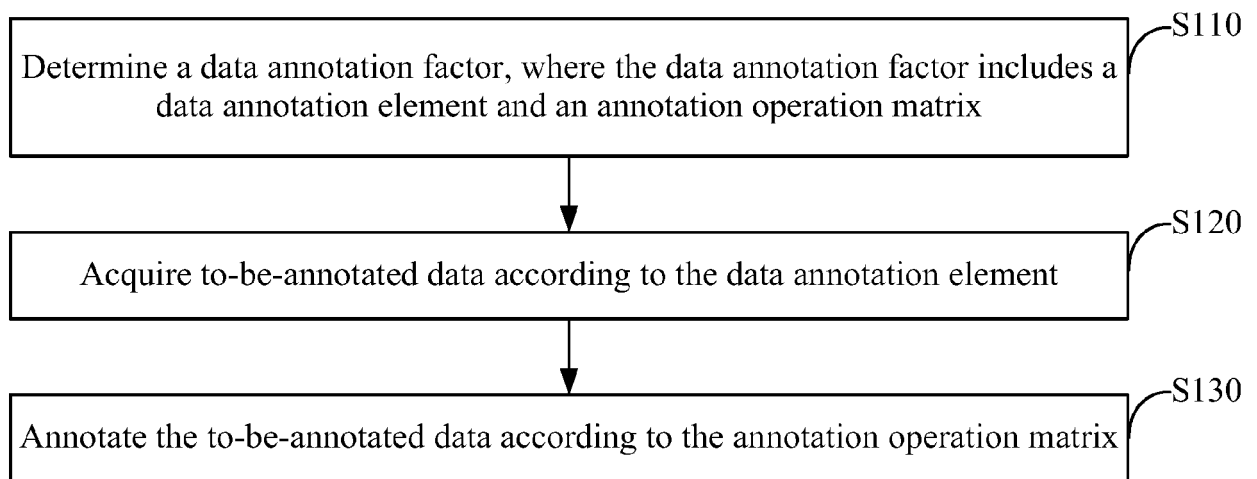 S110
Determine a data annotation factor, where the data annotation factor includes a
data annotation element and an annotation operation matrix
S120
Acquire to-be-annotated data according to the data annotation element
S130
Annotate the to-be-annotated data according to the annotation operation matrix